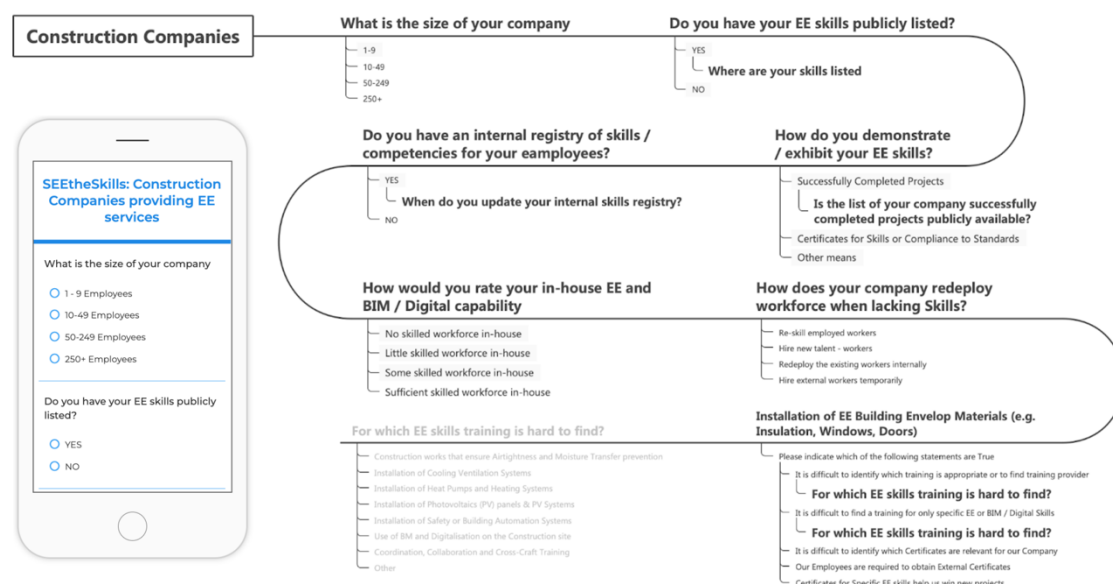 Construction Companies
What is the size of your company
1-9
10-49
50-249
250+
Do you have your EE skills publicly listed?
YES
Where are your skills listed
NO
How do you demonstrate
/ exhibit your EE skills?
Successfully Completed Projects
Is the list of your company successfully
completed projects publicly available?
Certificates for Skills or Compliance to Standards
Other means
Do you have an internal registry of skills /
competencies for your eamployees?
YES
When do you update your internal skills registry?
NO
How would you rate your in-house EE and
BIM / Digital capability
No skilled workforce in-house
Little skilled workforce in-house
Some skilled workforce in-house
Sufficient skilled workforce in-house
How does your company redeploy
workforce when lacking Skills?
Re-skill employed workers
Hire new talent - workers
Redeploy the existing workers internally
Hire external workers temporarily
Installation of EE Building Envelop Materials (e.g.
Insulation, Windows, Doors)
Please indicate which of the following statements are True
It is difficult to identify which training is appropriate or to find training provider
For which EE skills training is hard to find?
It is difficult to find a training for only specific EE or BIM / Digital Skills
For which EE skills training is hard to find?
It is difficult to identify which Certificates are relevant for our Company
Our Employees are required to obtain External Certificates
Certificates for Specific EE skills help us win new projects
For which EE skills training is hard to find?
Construction works that ensure Airtightness and Moisture Transfer prevention
Installation of Cooling Ventilation Systems
Installation of Heat Pumps and Heating Systems
Installation of Photovoltaics (PV) panels & PV Systems
Installation of Safety or Building Automation Systems
Use of BM and Digitalisation on the Construction site
Coordination, Collaboration and Cross-Craft Training
Other
SEEtheSkills: Construction
Companies providing EE
services
What is the size of your company
1 - 9 Employees
10-49 Employees
50-249 Employees
250+ Employees
Do you have your EE skills publicly
listed?
YES
NO